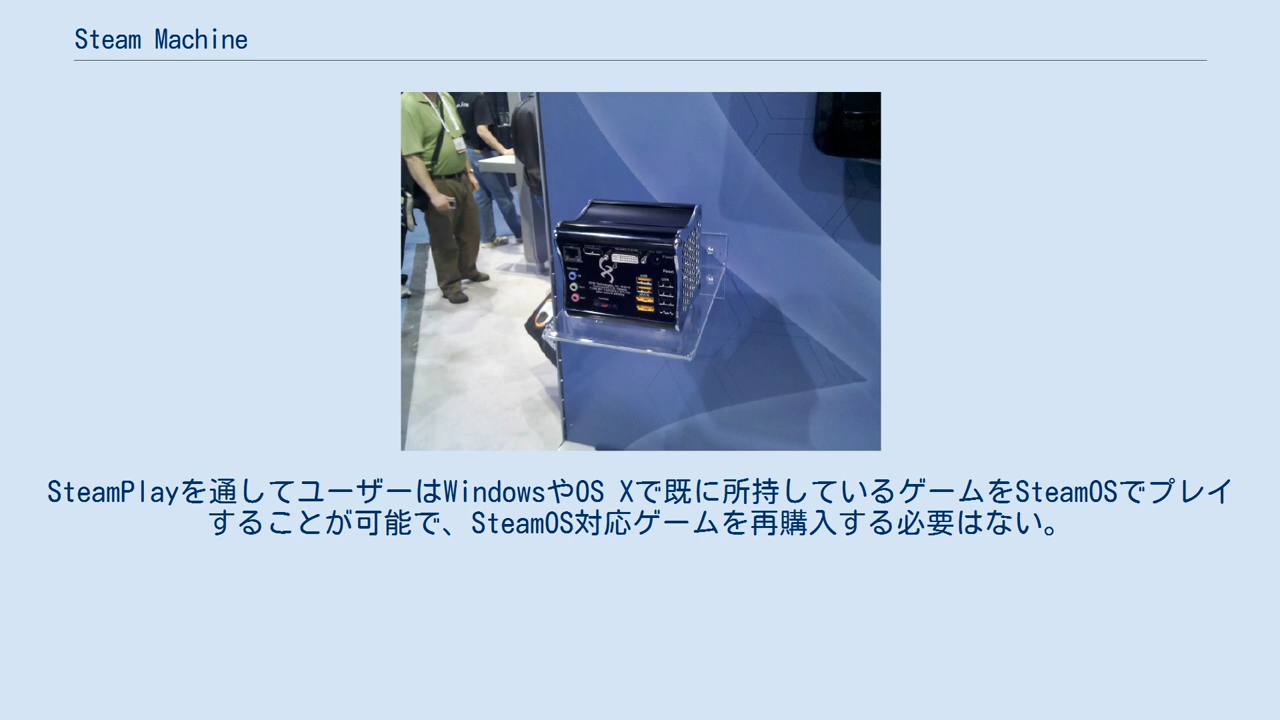 Steam Machine
SteamPlayを通してユーザーはWindowsやOS Xで既に所持しているゲームをSteamOSでプレイ
することが可能で、SteamOS対応ゲームを再購入する必要はない。